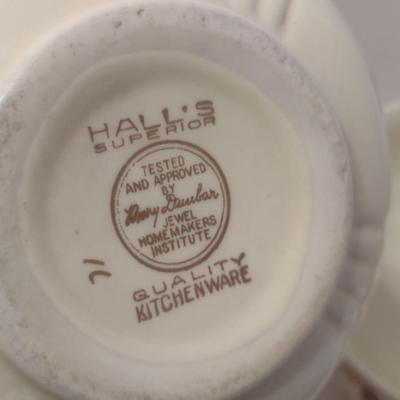 HALL'S
SUPERIOR
TESTED
AND APPROVED
BY
Mary Dunbar
JEWEL
HOMEMAKERS
INSTITUTE
QUALITY
KITCHENWARE